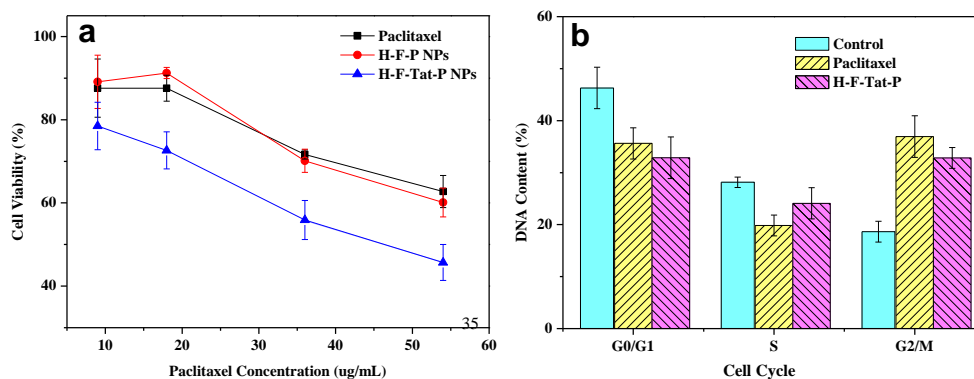 a
Paclitaxel
H-F-P NPs
H-F-Tat-P NPs
100
80
60
40
Cell Viability (%)
10 20 30 40 50 60
35
Paclitaxel Concentration (ug/mL)
b
Control
Paclitaxel
H-F-Tat-P
60
40
20
0
DNA Content (%)
G0/G1 S G2/M
Cell Cycle